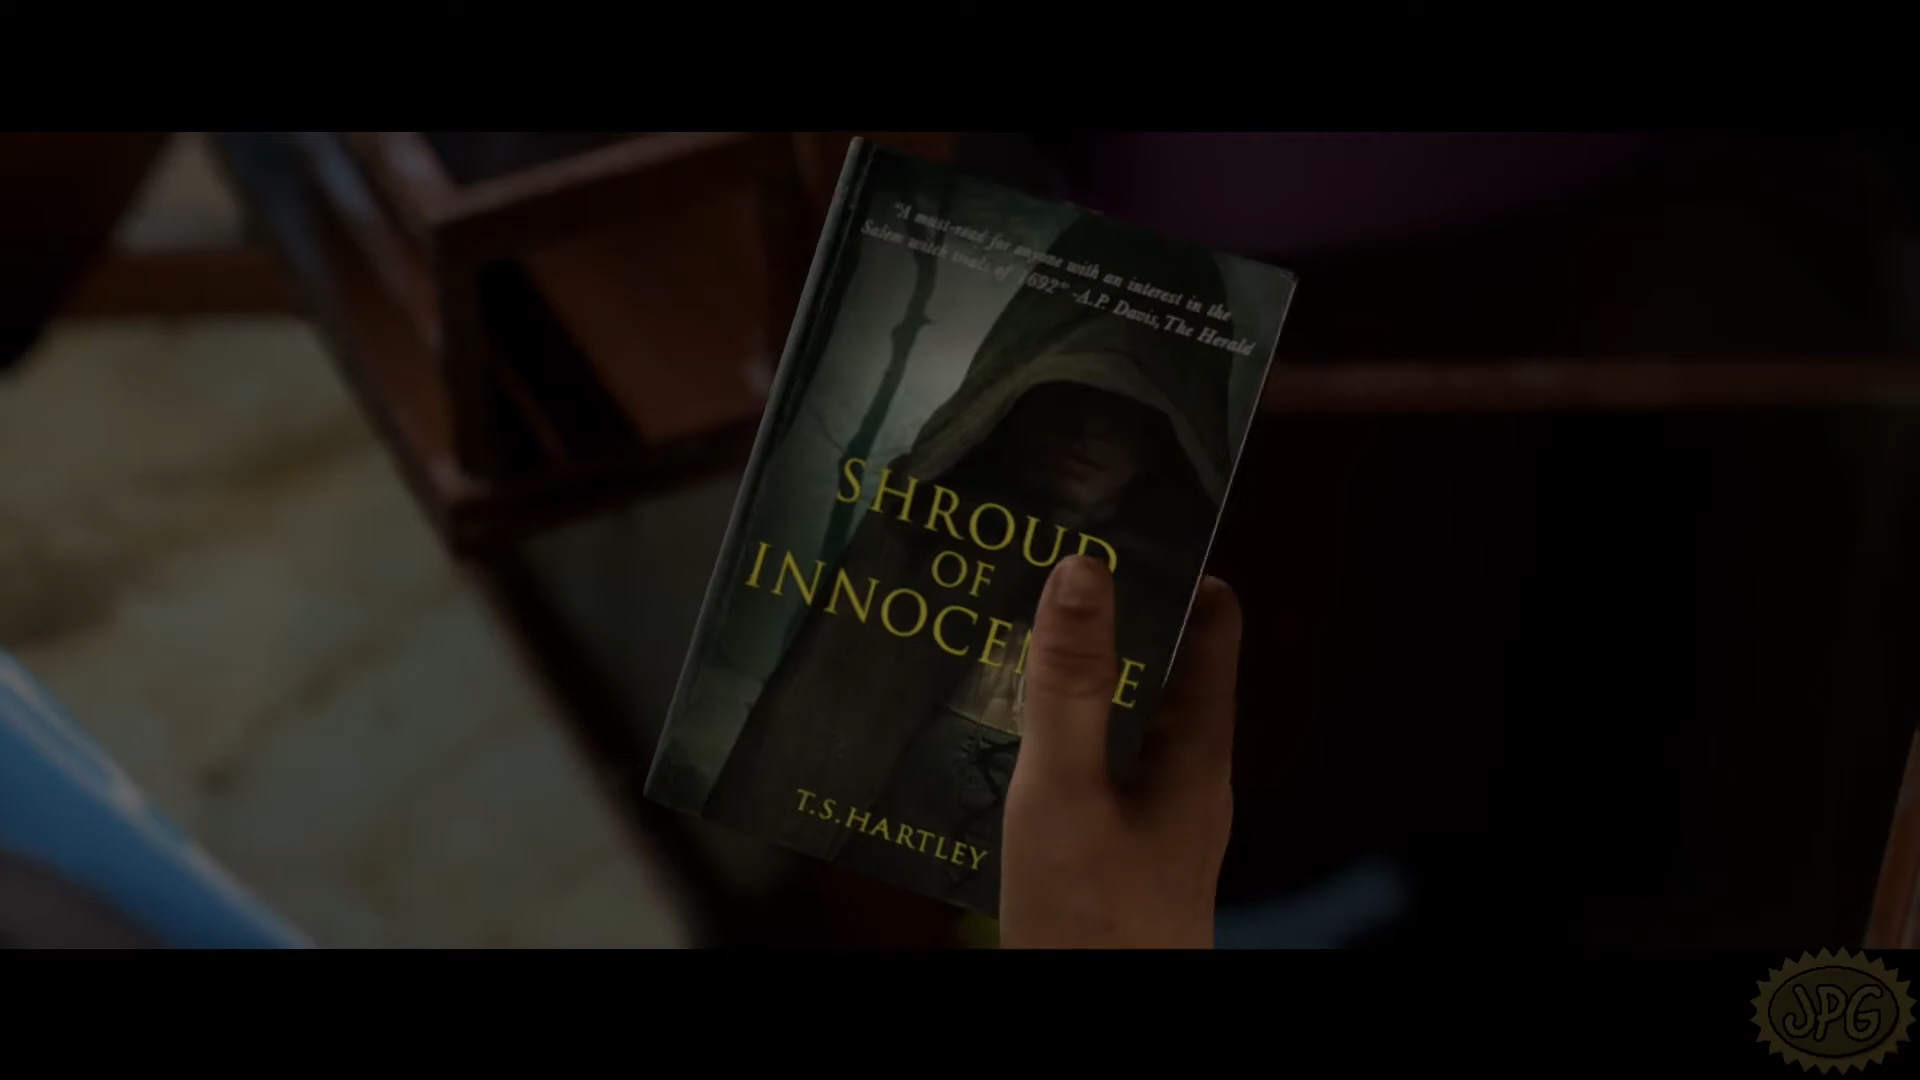 "A must-read for anyone with an interest in the
Salem witch trials of 1692" -A.P. Davis, The Herald
SHROUD
OF
INNOCE E
T.S. HARTLEY
JPG